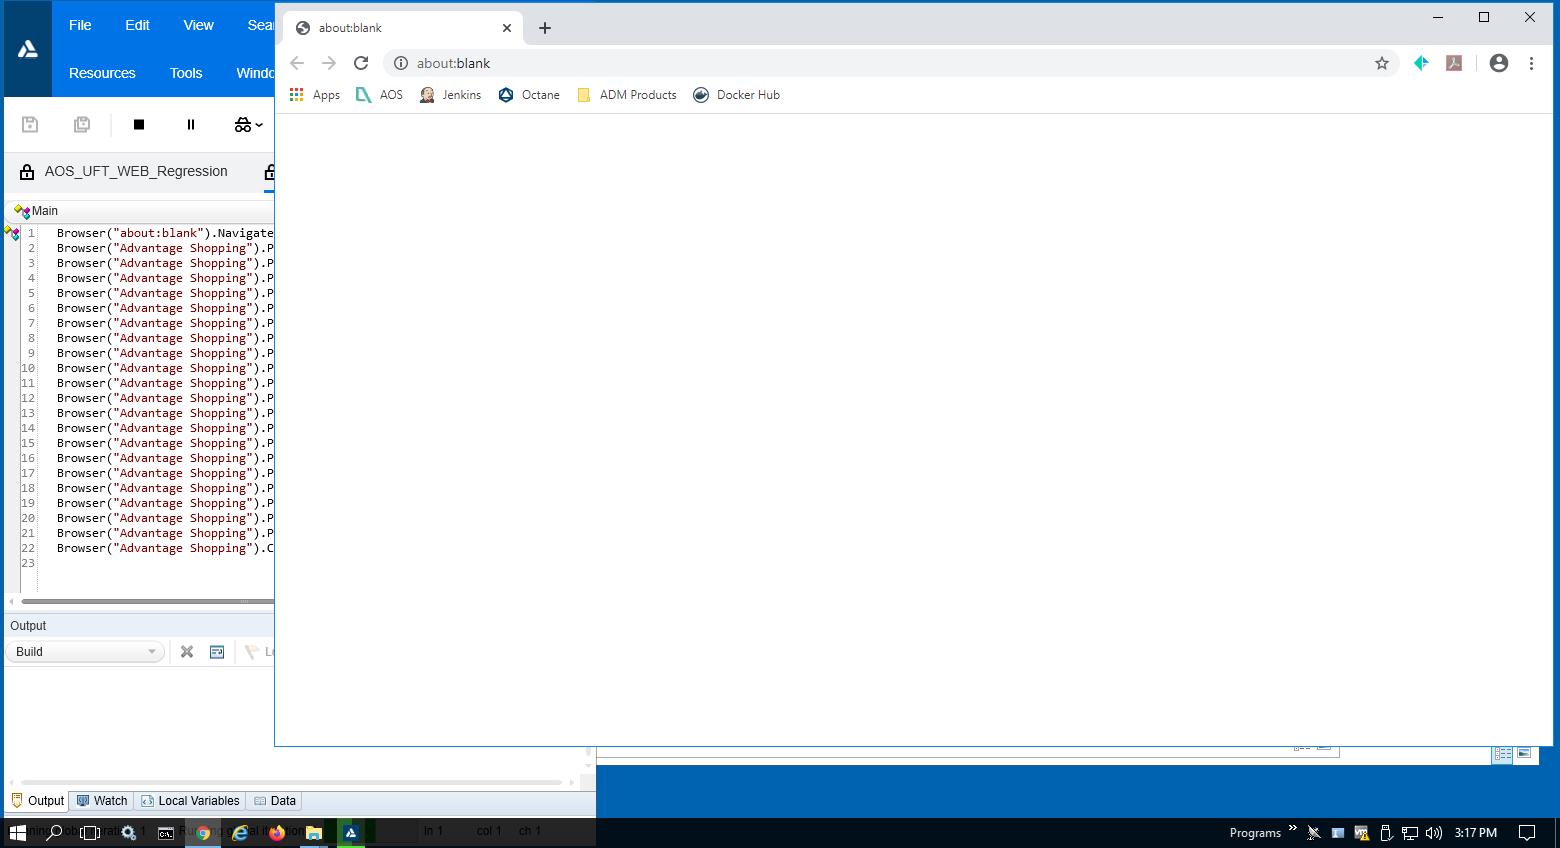 File Edit View Sea
Resources Tools Windo
about:blank
about:blank
Apps AOS Jenkins Octane ADM Products Docker Hub
AOS_UFT_WEB_Regression
Main
1 Browser("about:blank").Navigate
2 Browser("Advantage Shopping").P
3 Browser("Advantage Shopping").P
4 Browser("Advantage Shopping").P
5 Browser("Advantage Shopping").P
6 Browser("Advantage Shopping").P
7 Browser("Advantage Shopping").P
8 Browser("Advantage Shopping").P
9 Browser("Advantage Shopping").P
10 Browser("Advantage Shopping").P
11 Browser("Advantage Shopping").P
12 Browser("Advantage Shopping").P
13 Browser("Advantage Shopping").P
14 Browser("Advantage Shopping").P
15 Browser("Advantage Shopping").P
16 Browser("Advantage Shopping").P
17 Browser("Advantage Shopping").P
18 Browser("Advantage Shopping").P
19 Browser("Advantage Shopping").P
20 Browser("Advantage Shopping").P
21 Browser("Advantage Shopping").P
22 Browser("Advantage Shopping").C
23
Output
Build
Output Watch Local Variables Data
ln 1 col 1 ch 1
Programs 3:17 PM